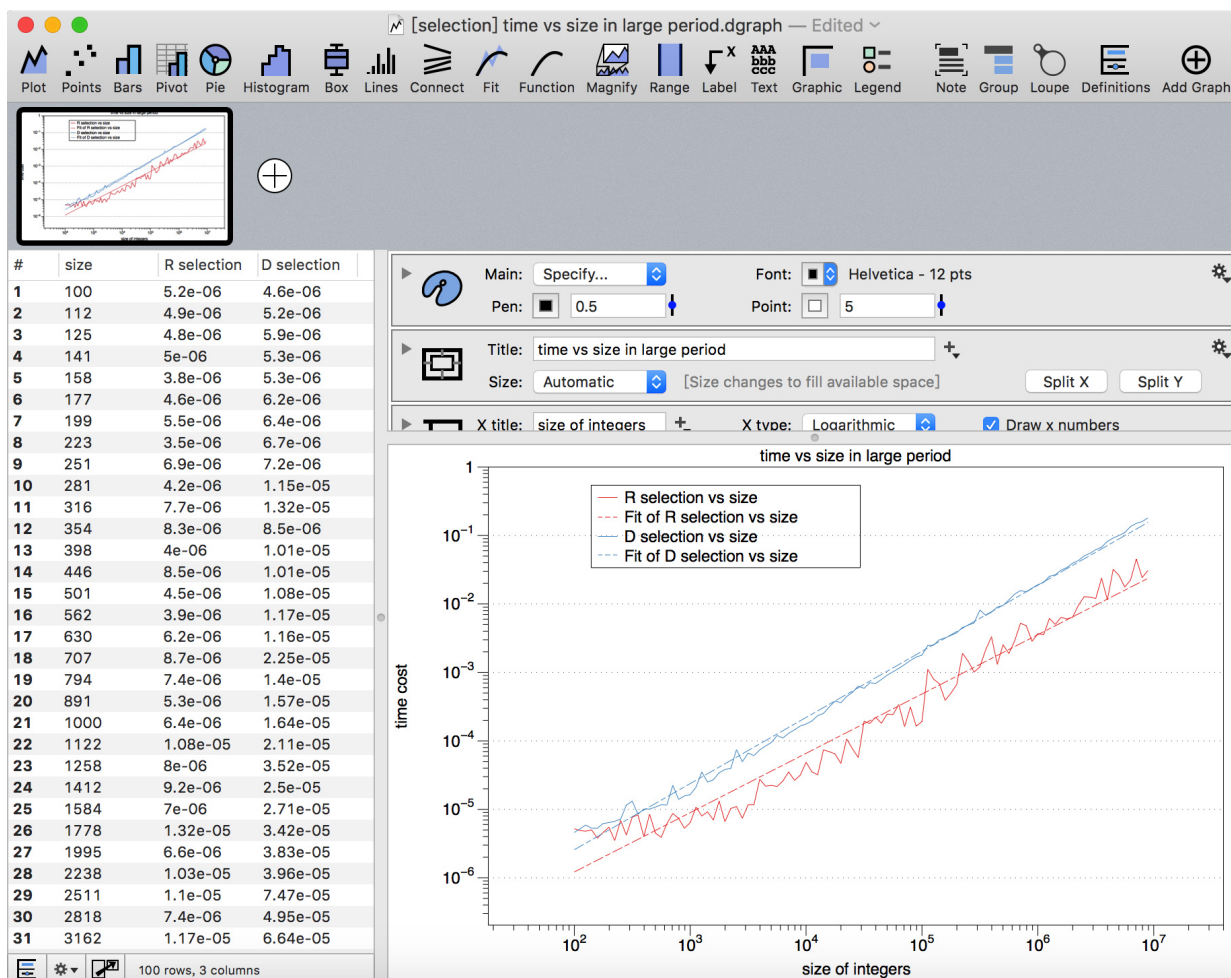 [selection] time vs size in large period.dgraph — Edited
Plot Points Bars Pivot Pie Histogram Box Lines Connect Fit Function Magnify Range Label Text Graphic Legend Note Group Loupe Definitions Add Graph
X AAA bbb ccc
# size R selection D selection
1 100 5.2e-06 4.6e-06
2 112 4.9e-06 5.2e-06
3 125 4.8e-06 5.9e-06
4 141 5e-06 5.3e-06
5 158 3.8e-06 5.3e-06
6 177 4.6e-06 6.2e-06
7 199 5.5e-06 6.4e-06
8 223 3.5e-06 6.7e-06
9 251 6.9e-06 7.2e-06
10 281 4.2e-06 1.15e-05
11 316 7.7e-06 1.32e-05
12 354 8.3e-06 8.5e-06
13 398 4e-06 1.01e-05
14 446 8.5e-06 1.01e-05
15 501 4.5e-06 1.08e-05
16 562 3.9e-06 1.17e-05
17 630 6.2e-06 1.16e-05
18 707 8.7e-06 2.25e-05
19 794 7.4e-06 1.4e-05
20 891 5.3e-06 1.57e-05
21 1000 6.4e-06 1.64e-05
22 1122 1.08e-05 2.11e-05
23 1258 8e-06 3.52e-05
24 1412 9.2e-06 2.5e-05
25 1584 7e-06 2.71e-05
26 1778 1.32e-05 3.42e-05
27 1995 6.6e-06 3.83e-05
28 2238 1.03e-05 3.96e-05
29 2511 1.1e-05 7.47e-05
30 2818 7.4e-06 4.95e-05
31 3162 1.17e-05 6.64e-05
100 rows, 3 columns
Main: Specify... Font: Helvetica - 12 pts
Pen: 0.5 Point: 5
Title: time vs size in large period
Size: Automatic [Size changes to fill available space] Split X Split Y
X title: size of integers X type: Logarithmic Draw x numbers
time vs size in large period
R selection vs size
Fit of R selection vs size
D selection vs size
Fit of D selection vs size
time cost
1
10⁻¹
10⁻²
10⁻³
10⁻⁴
10⁻⁵
10⁻⁶
10² 10³ 10⁴ 10⁵ 10⁶ 10⁷
size of integers